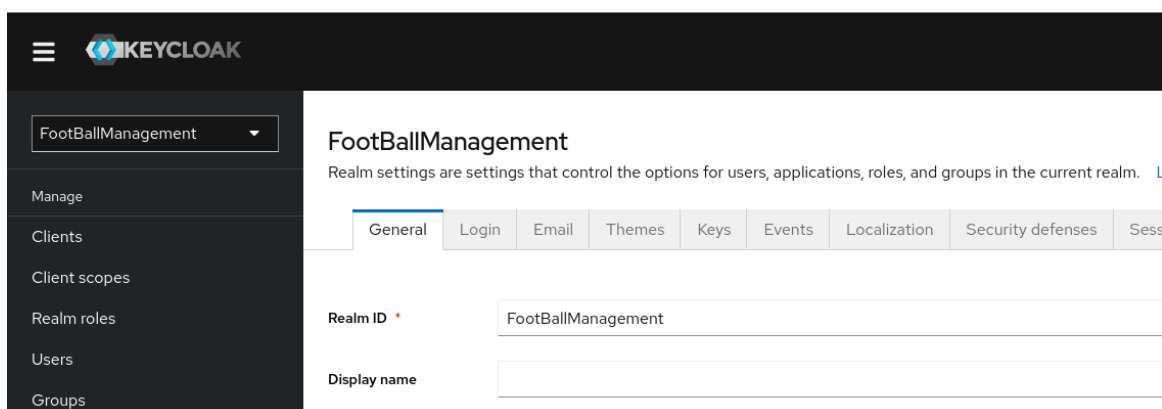 KEYCLOAK
FootBallManagement
Manage
Clients
Client scopes
Realm roles
Users
Groups
FootBallManagement
Realm settings are settings that control the options for users, applications, roles, and groups in the current realm.
General Login Email Themes Keys Events Localization Security defenses Sess
Realm ID * FootBallManagement
Display name